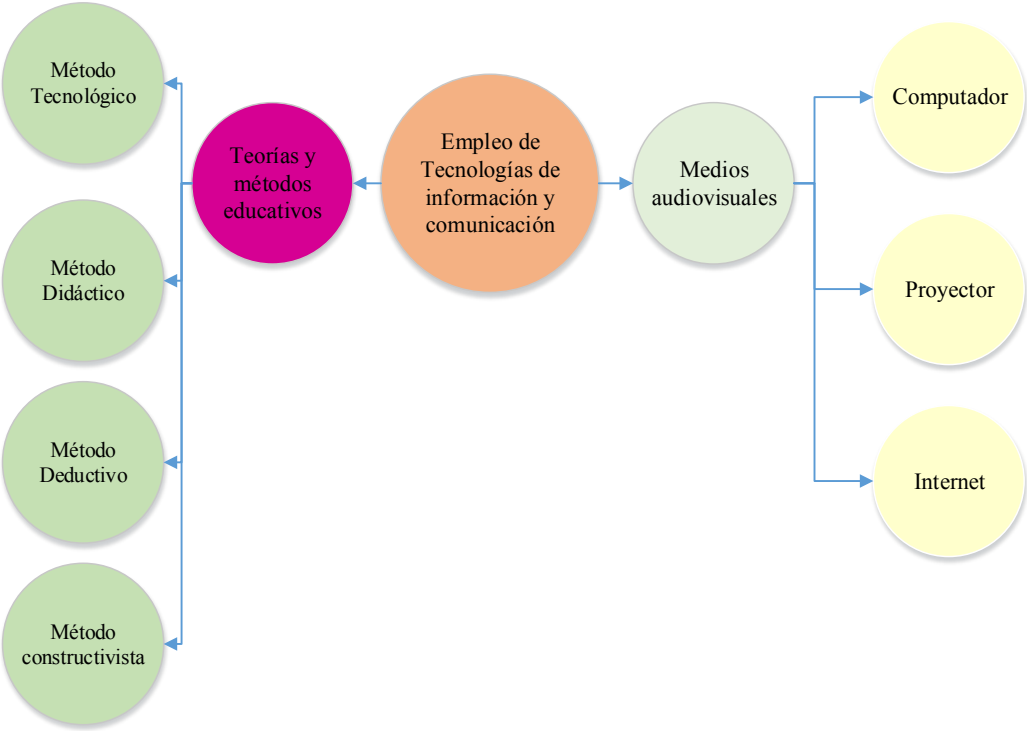 Método
Tecnológico
Método
Didáctico
Método
Deductivo
Método
constructivista
Teorías y
métodos
educativos
Empleo de
Tecnologías de
información y
comunicación
Medios
audiovisuales
Computador
Proyector
Internet